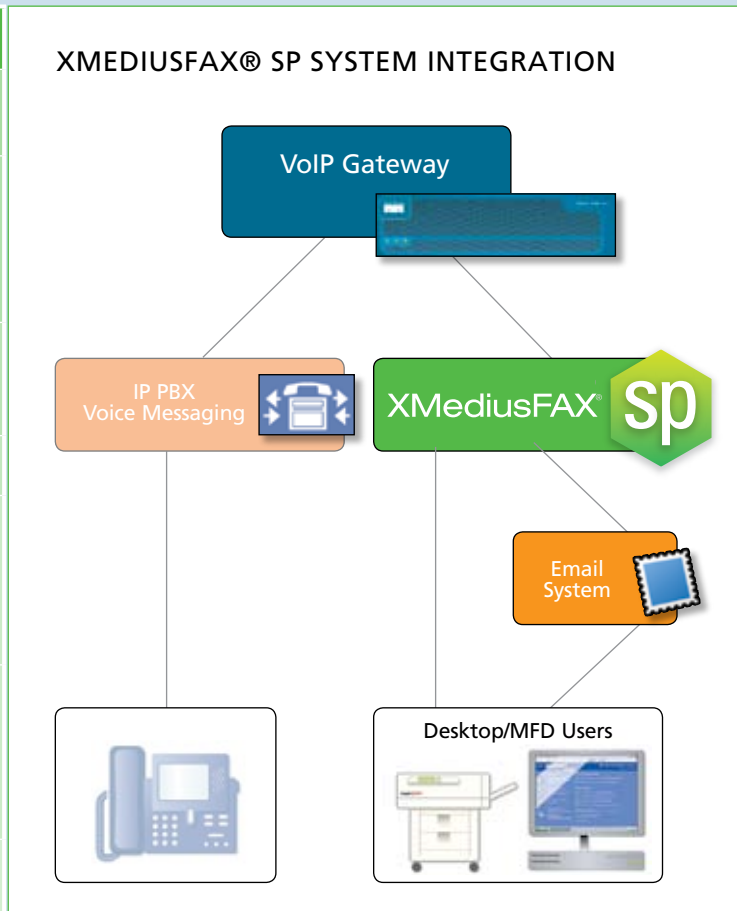 XMEDIUSFAX® SP SYSTEM INTEGRATION
VoIP Gateway
IP PBX
Voice Messaging
XMediusFAX®
sp
Email
System
Desktop/MFD Users